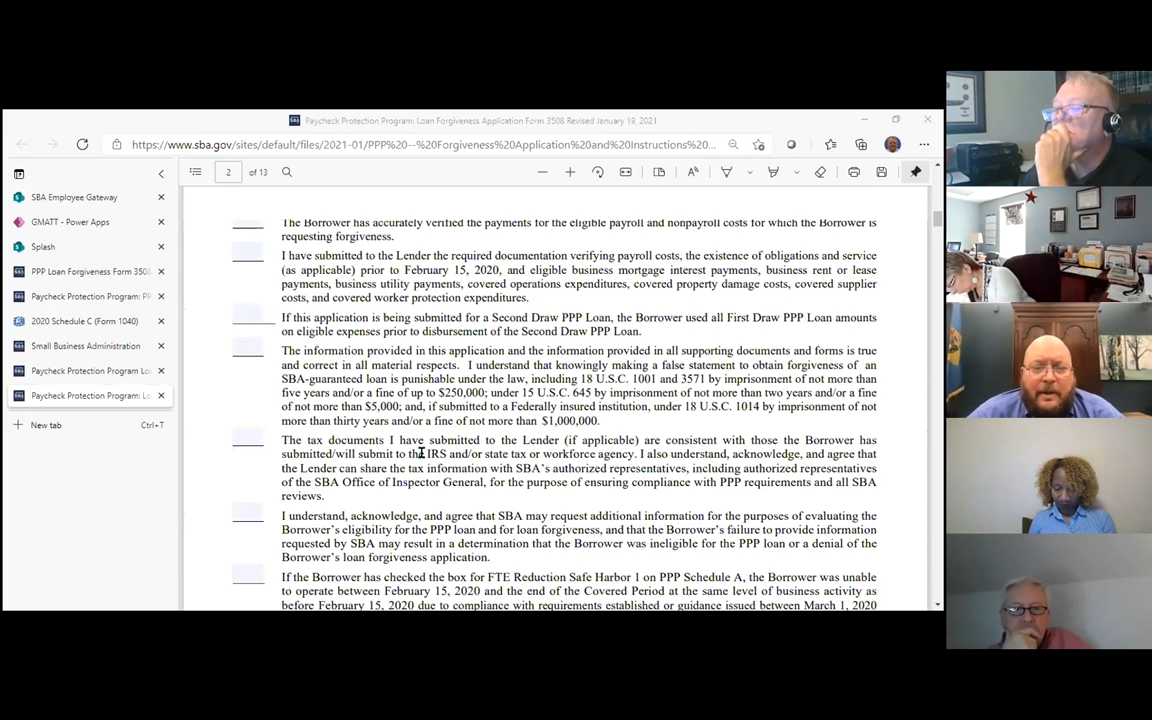 Paycheck Protection Program: Loan Forgiveness Application Form 3508 Revised January 19, 2021
https://www.sba.gov/sites/default/files/2021-01/PPP%20--%20Forgiveness%20Application%20and%20Instructions%20...
2 of 13
SBA Employee Gateway
GMATT - Power Apps
Splash
PPP Loan Forgiveness Form 3508
Paycheck Protection Program: PP
2020 Schedule C (Form 1040)
Small Business Administration
Paycheck Protection Program Lo
Paycheck Protection Program: Lo
New tab Ctrl+T
The Borrower has accurately verified the payments for the eligible payroll and nonpayroll costs for which the Borrower is
requesting forgiveness.
I have submitted to the Lender the required documentation verifying payroll costs, the existence of obligations and service
(as applicable) prior to February 15, 2020, and eligible business mortgage interest payments, business rent or lease
payments, business utility payments, covered operations expenditures, covered property damage costs, covered supplier
costs, and covered worker protection expenditures.
If this application is being submitted for a Second Draw PPP Loan, the Borrower used all First Draw PPP Loan amounts
on eligible expenses prior to disbursement of the Second Draw PPP Loan.
The information provided in this application and the information provided in all supporting documents and forms is true
and correct in all material respects. I understand that knowingly making a false statement to obtain forgiveness of an
SBA-guaranteed loan is punishable under the law, including 18 U.S.C. 1001 and 3571 by imprisonment of not more than
five years and/or a fine of up to $250,000; under 15 U.S.C. 645 by imprisonment of not more than two years and/or a fine
of not more than $5,000; and, if submitted to a Federally insured institution, under 18 U.S.C. 1014 by imprisonment of not
more than thirty years and/or a fine of not more than $1,000,000.
The tax documents I have submitted to the Lender (if applicable) are consistent with those the Borrower has
submitted/will submit to the IRS and/or state tax or workforce agency. I also understand, acknowledge, and agree that
the Lender can share the tax information with SBA's authorized representatives, including authorized representatives
of the SBA Office of Inspector General, for the purpose of ensuring compliance with PPP requirements and all SBA
reviews.
I understand, acknowledge, and agree that SBA may request additional information for the purposes of evaluating the
Borrower's eligibility for the PPP loan and for loan forgiveness, and that the Borrower's failure to provide information
requested by SBA may result in a determination that the Borrower was ineligible for the PPP loan or a denial of the
Borrower's loan forgiveness application.
If the Borrower has checked the box for FTE Reduction Safe Harbor 1 on PPP Schedule A, the Borrower was unable
to operate between February 15, 2020 and the end of the Covered Period at the same level of business activity as
before February 15, 2020 due to compliance with requirements established or guidance issued between March 1, 2020